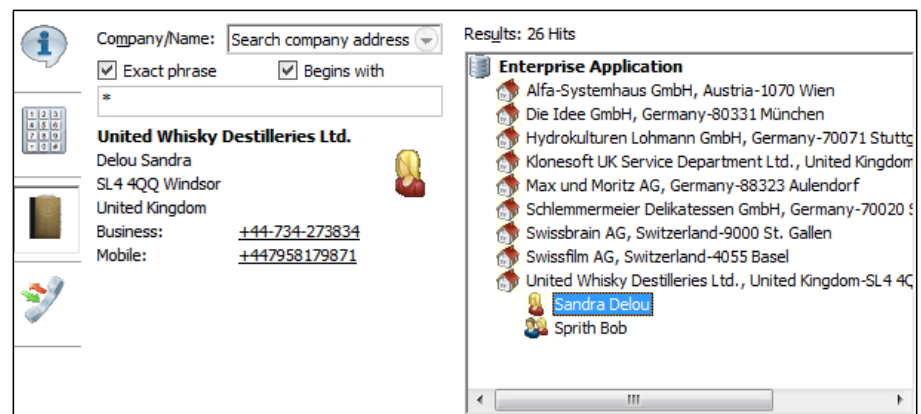 Company/Name: Search company address
Exact phrase Begins with
*
United Whisky Destilleries Ltd.
Delou Sandra
SL4 4QQ Windsor
United Kingdom
Business: +44-734-273834
Mobile: +447958179871
Results: 26 Hits
Enterprise Application
Alfa-Systemhaus GmbH, Austria-1070 Wien
Die Idee GmbH, Germany-80331 München
Hydrokulturen Lohmann GmbH, Germany-70071 Stuttg
Klonesoft UK Service Department Ltd., United Kingdom
Max und Moritz AG, Germany-88323 Aulendorf
Schlemmermeier Delikatessen GmbH, Germany-70020 S
Swissbrain AG, Switzerland-9000 St. Gallen
Swissfilm AG, Switzerland-4055 Basel
United Whisky Destilleries Ltd., United Kingdom-SL4 4Q
Sandra Delou
Sprith Bob